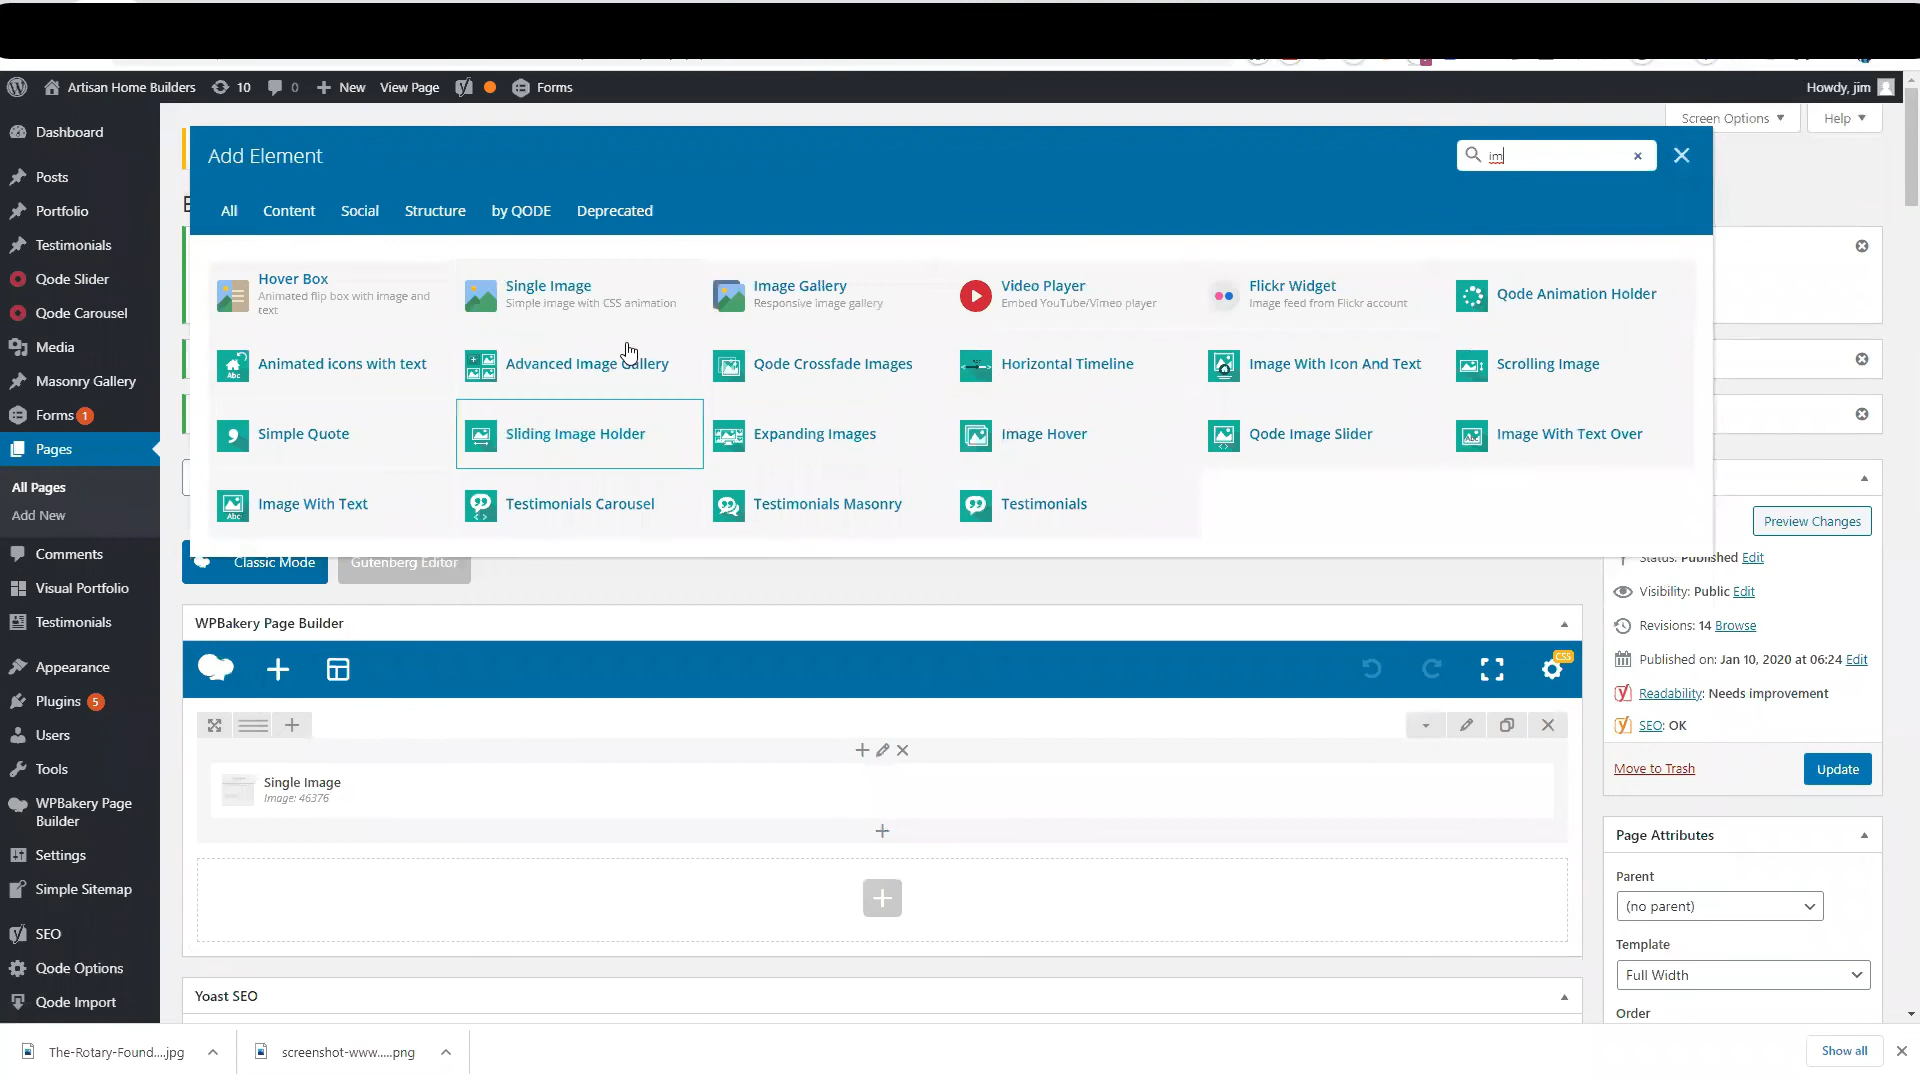 Artisan Home Builders
10
0
New
View Page
Forms
Howdy, jim
Screen Options
Help
Dashboard
Posts
Portfolio
Testimonials
Qode Slider
Qode Carousel
Media
Masonry Gallery
Forms 1
Pages
All Pages
Add New
Comments
Visual Portfolio
Testimonials
Appearance
Plugins 5
Users
Tools
WPBakery Page
Builder
Settings
Simple Sitemap
SEO
Qode Options
Qode Import
Add Element
im
All
Content
Social
Structure
by QODE
Deprecated
Hover Box
Animated flip box with image and
text
Single Image
Simple image with CSS animation
Image Gallery
Responsive image gallery
Video Player
Embed YouTube/Vimeo player
Flickr Widget
Image feed from Flickr account
Qode Animation Holder
Animated icons with text
Advanced Image Gallery
Qode Crossfade Images
Horizontal Timeline
Image With Icon And Text
Scrolling Image
Simple Quote
Sliding Image Holder
Expanding Images
Image Hover
Qode Image Slider
Image With Text Over
Image With Text
Testimonials Carousel
Testimonials Masonry
Testimonials
Classic Mode
Gutenberg Editor
WPBakery Page Builder
CSS
Single Image
Image: 46376
Yoast SEO
Preview Changes
Status: Published Edit
Visibility: Public Edit
Revisions: 14 Browse
Published on: Jan 10, 2020 at 06:24 Edit
Readability: Needs improvement
SEO: OK
Move to Trash
Update
Page Attributes
Parent
(no parent)
Template
Full Width
Order
The-Rotary-Found....jpg
screenshot-www.....png
Show all